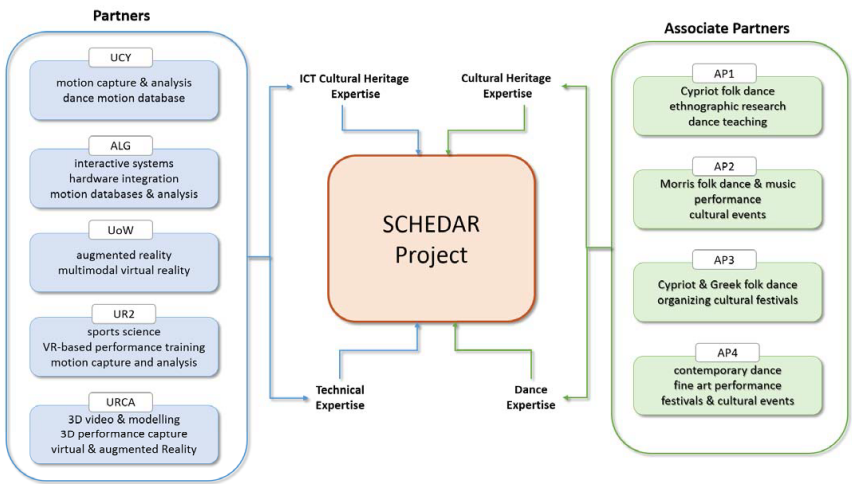 Partners
UCY
motion capture & analysis
dance motion database
ALG
interactive systems
hardware integration
motion databases & analysis
UoW
augmented reality
multimodal virtual reality
UR2
sports science
VR-based performance training
motion capture and analysis
URCA
3D video & modelling
3D performance capture
virtual & augmented Reality
ICT Cultural Heritage
Expertise
Cultural Heritage
Expertise
SCHEDAR
Project
Technical
Expertise
Dance
Expertise
Associate Partners
AP1
Cypriot folk dance
ethnographic research
dance teaching
AP2
Morris folk dance & music
performance
cultural events
AP3
Cypriot & Greek folk dance
organizing cultural festivals
AP4
contemporary dance
fine art performance
festivals & cultural events